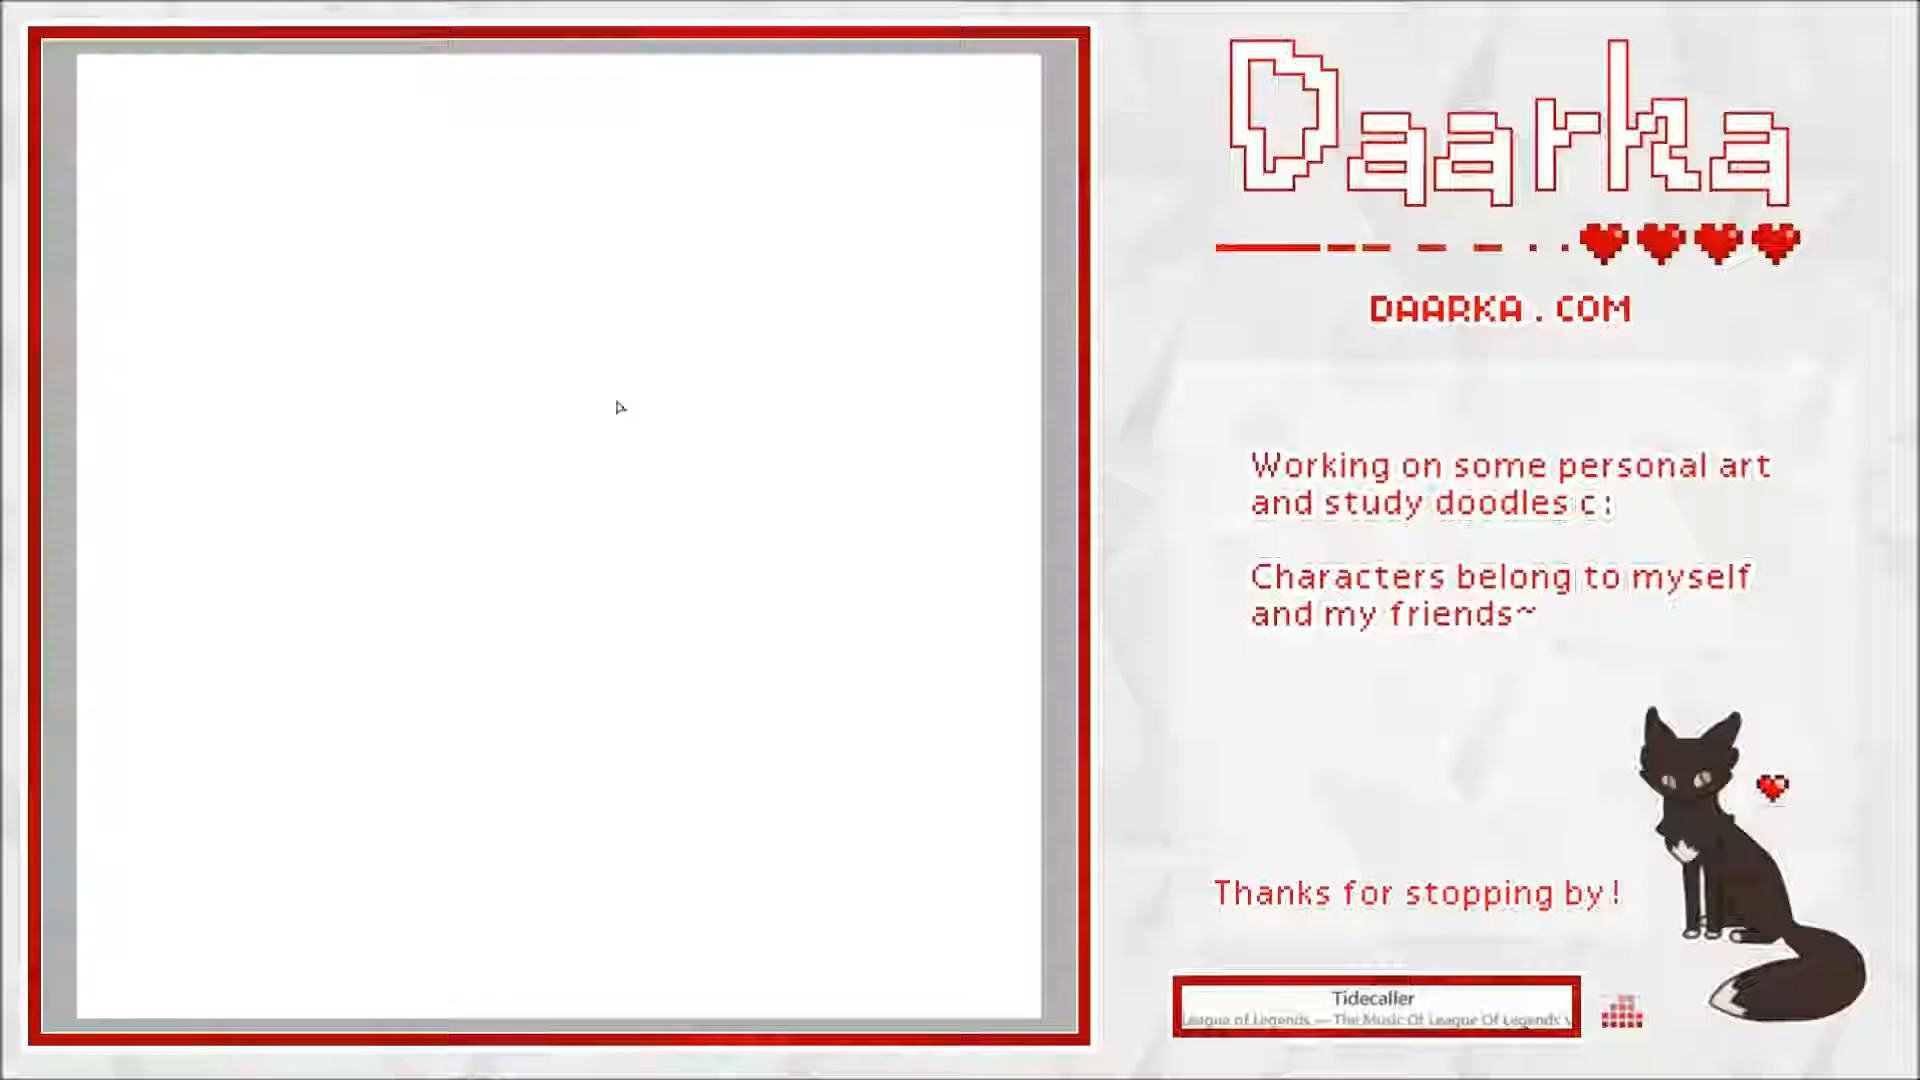 Daarka
DAARKA.COM
Working on some personal art
and study doodles c:
Characters belong to myself
and my friends~
Thanks for stopping by!
Tidecaller
League of Legends — The Music Of League Of Legends